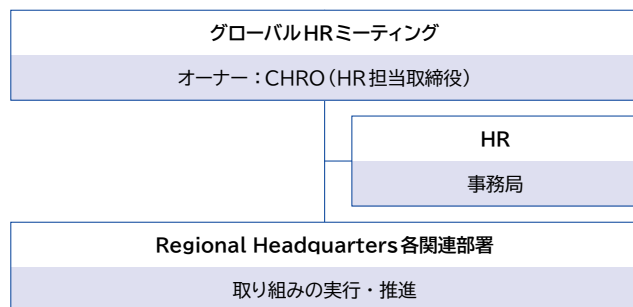 グローバルHRミーティング
オーナー：CHRO（HR担当取締役）
HR
事務局
Regional Headquarters各関連部署
取り組みの実行・推進